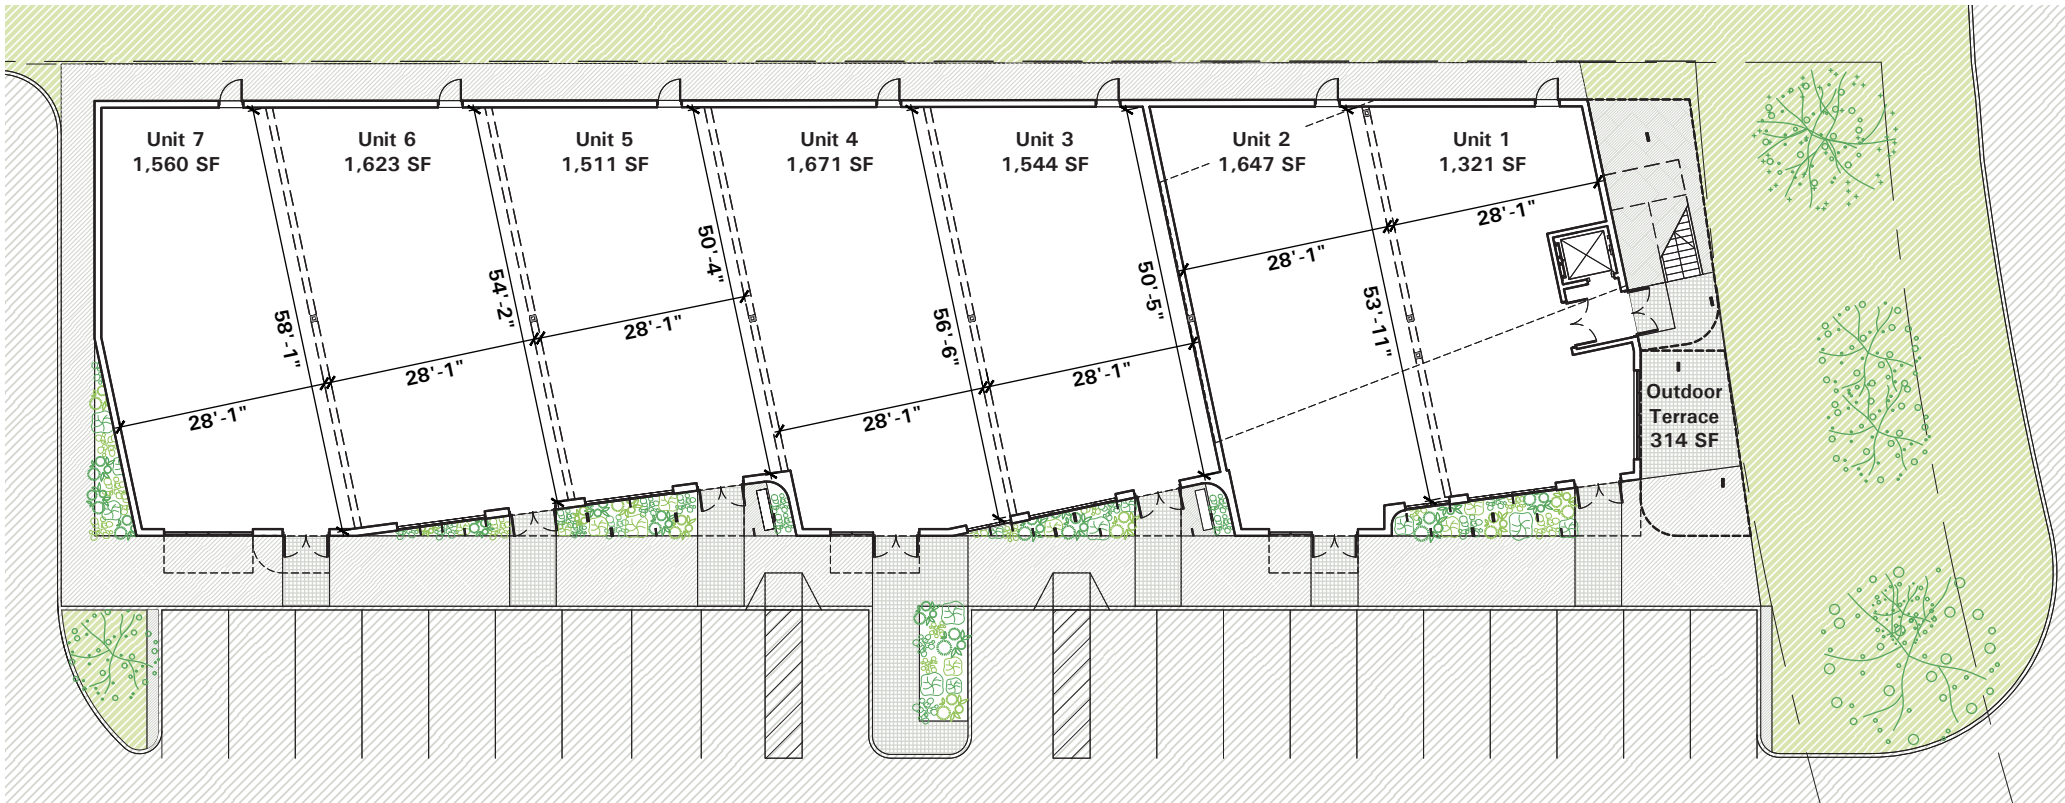 Unit 7
1,560 SF
Unit 6
1,623 SF
Unit 5
1,511 SF
Unit 4
1,671 SF
Unit 3
1,544 SF
Unit 2
1,647 SF
Unit 1
1,321 SF
58'-1"
54'-2"
50'-4"
56'-6"
50'-5"
53'-11"
28'-1"
28'-1"
28'-1"
28'-1"
28'-1"
28'-1"
28'-1"
Outdoor
Terrace
314 SF